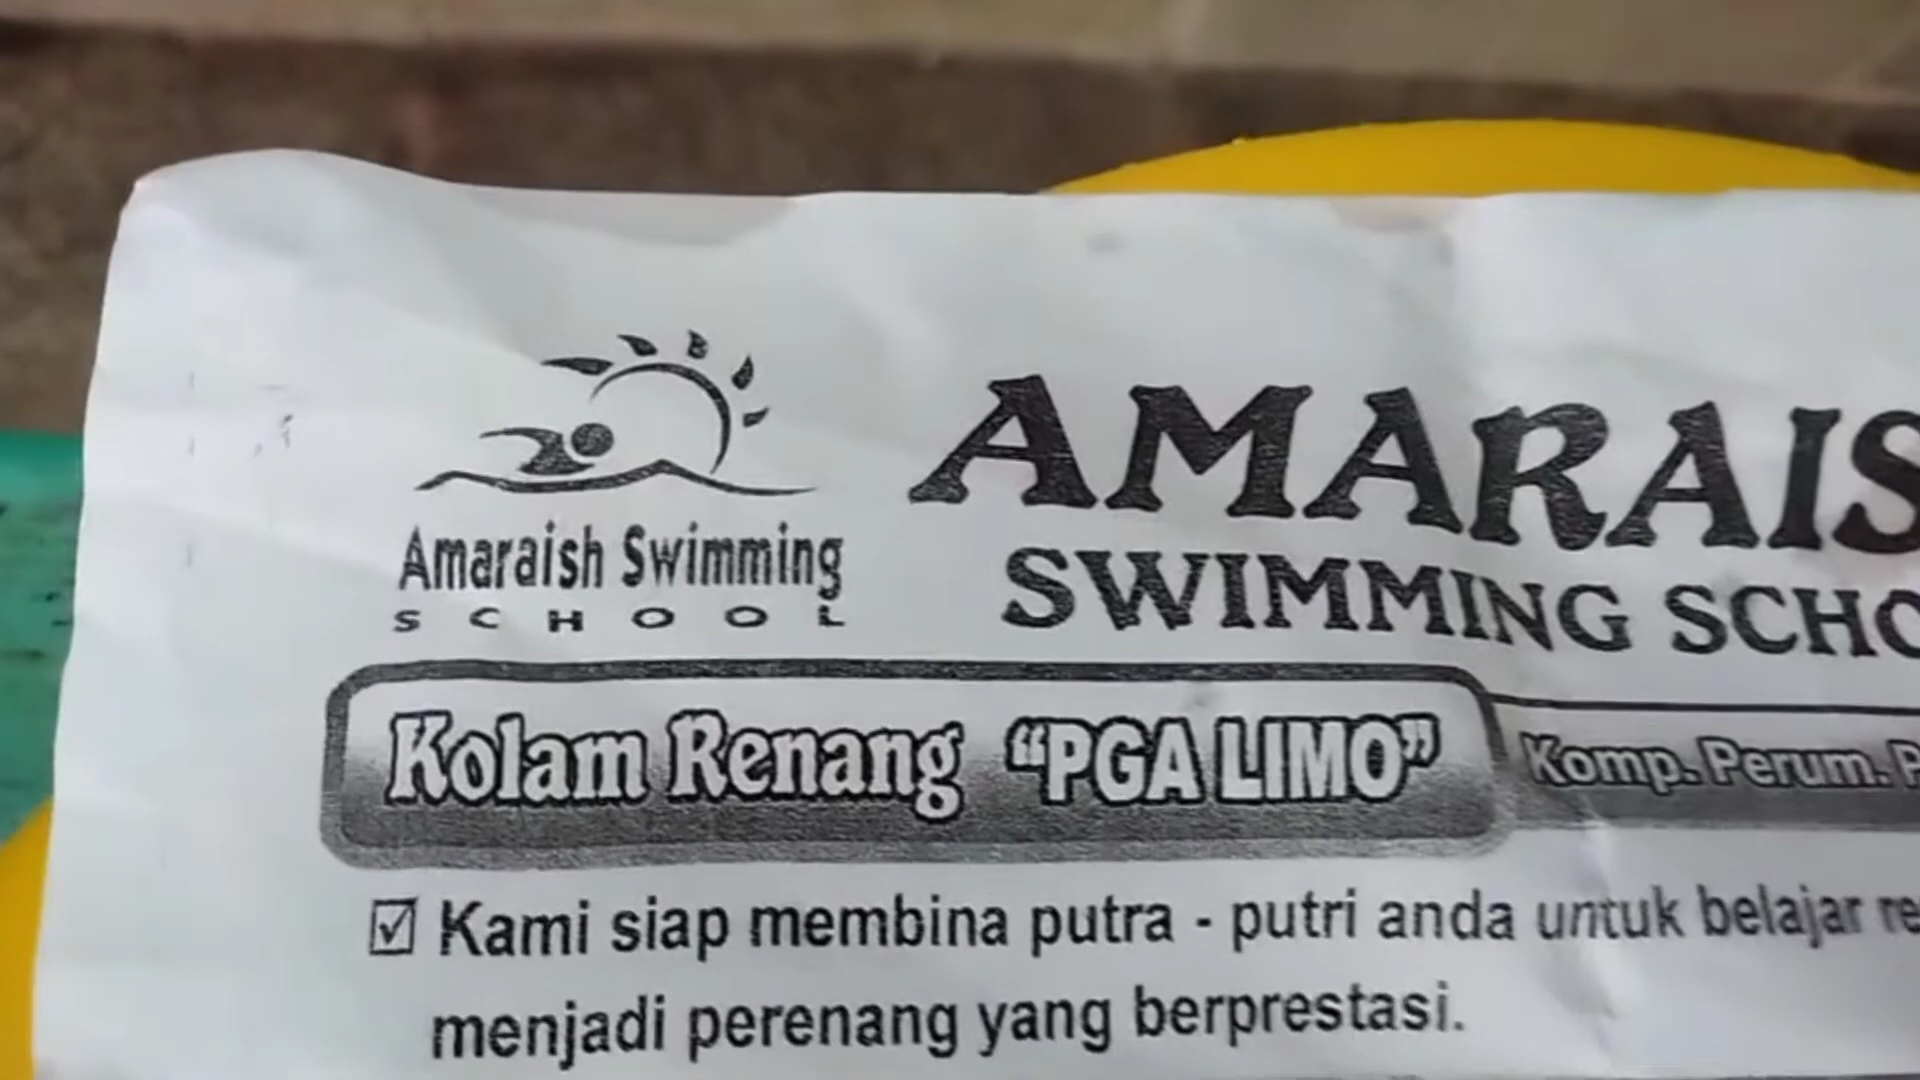 Amaraish Swimming
SCHOOL
AMARAIS
SWIMMING SCHO
Kolam Renang "PGA LIMO"
Komp. Perum. P
☑ Kami siap membina putra - putri anda untuk belajar re
menjadi perenang yang berprestasi.